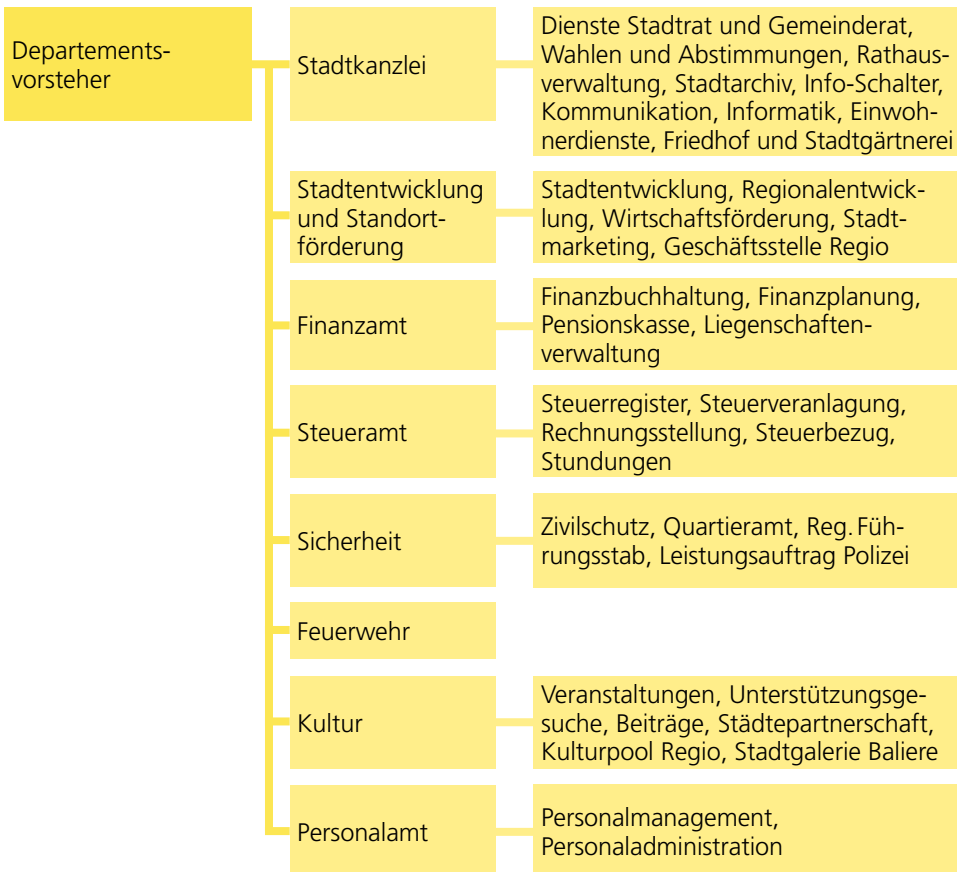 Departements-
vorsteher
Stadtkanzlei
Dienste Stadtrat und Gemeinderat,
Wahlen und Abstimmungen, Rathaus-
verwaltung, Stadtarchiv, Info-Schalter,
Kommunikation, Informatik, Einwoh-
nerdienste, Friedhof und Stadtgärtnerei
Stadtentwicklung
und Standort-
förderung
Stadtentwicklung, Regionalentwick-
lung, Wirtschaftsförderung, Stadt-
marketing, Geschäftsstelle Regio
Finanzamt
Finanzbuchhaltung, Finanzplanung,
Pensionskasse, Liegenschaften-
verwaltung
Steueramt
Steuerregister, Steuerveranlagung,
Rechnungsstellung, Steuerbezug,
Stundungen
Sicherheit
Zivilschutz, Quartieramt, Reg. Füh-
rungsstab, Leistungsauftrag Polizei
Feuerwehr
Kultur
Veranstaltungen, Unterstützungsge-
suche, Beiträge, Städtepartnerschaft,
Kulturpool Regio, Stadtgalerie Baliere
Personalamt
Personalmanagement,
Personaladministration